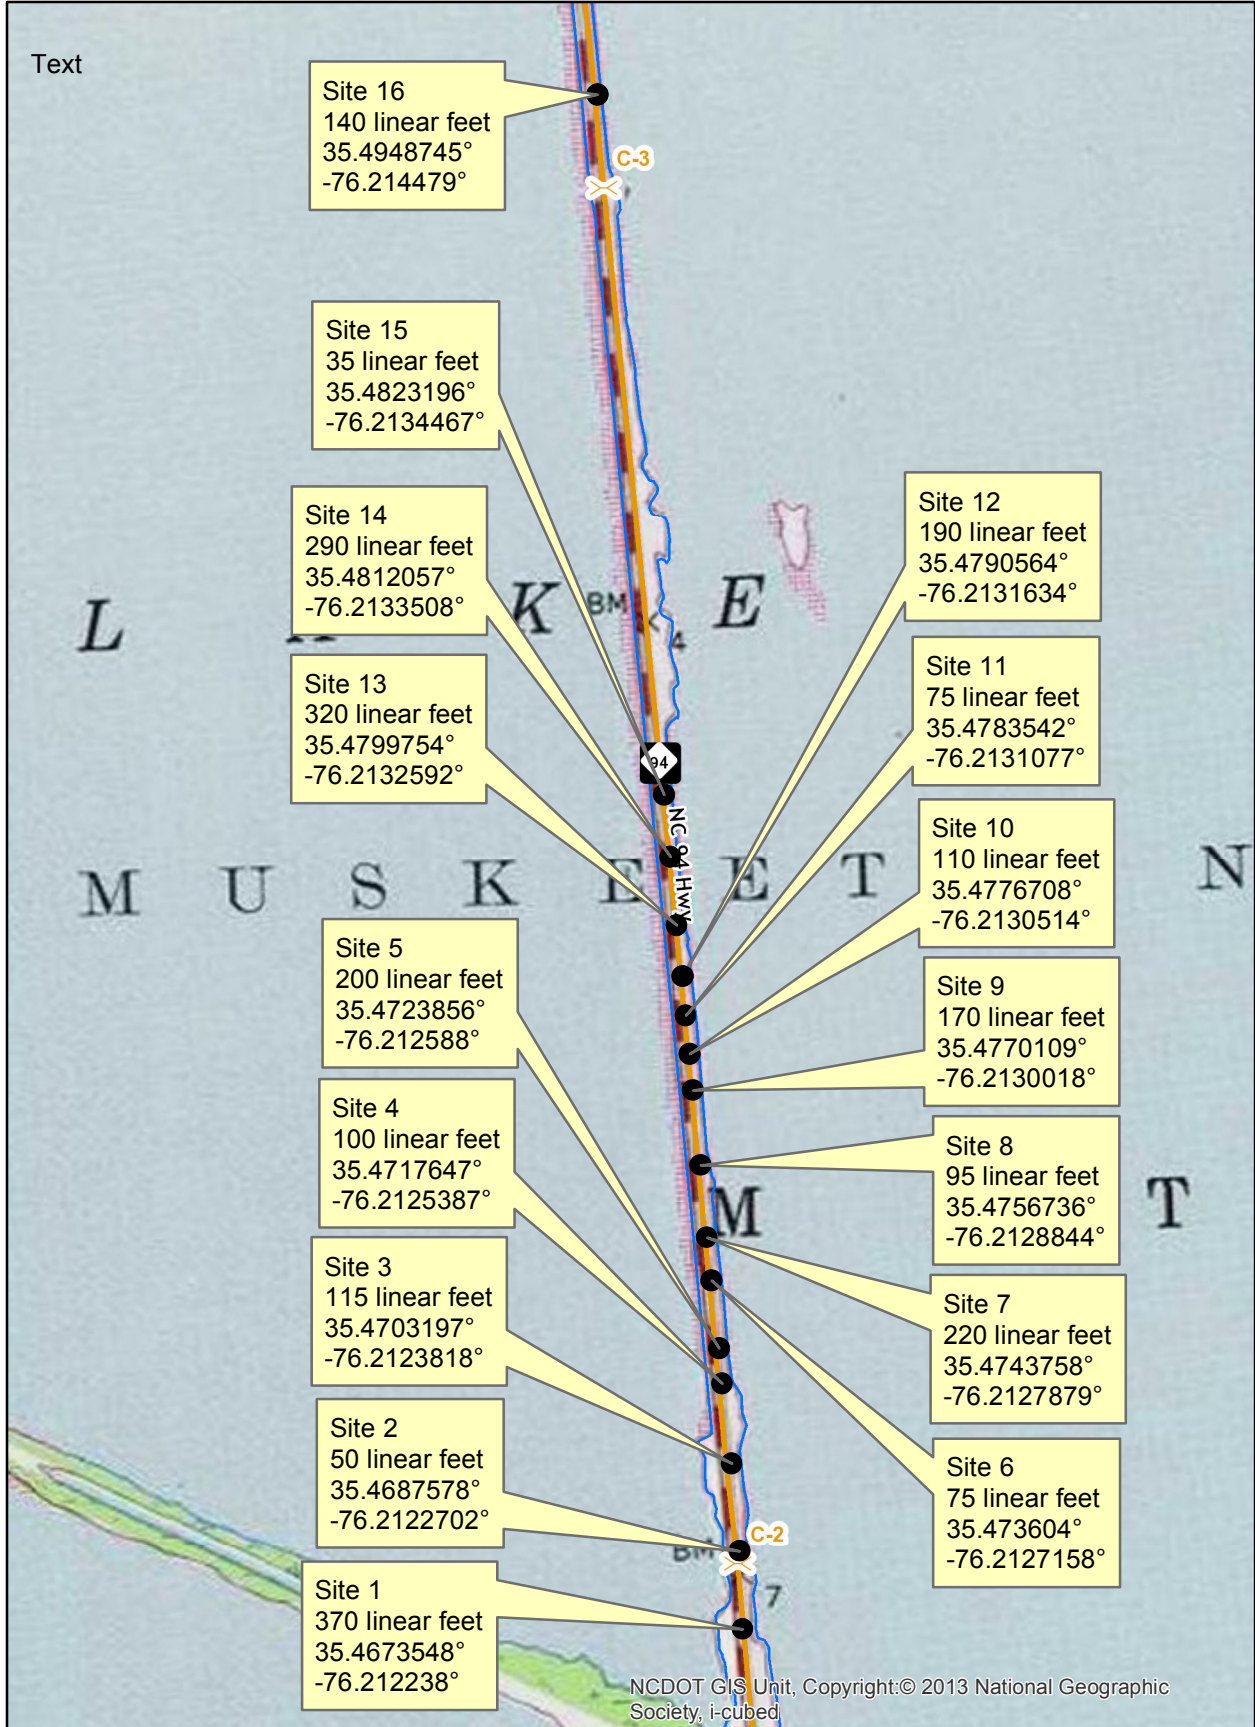 Text
Site 16
140 linear feet
35.4948745°
-76.214479°
C-3
Site 15
35 linear feet
35.4823196°
-76.2134467°
Site 14
290 linear feet
35.4812057°
-76.2133508°
Site 12
190 linear feet
35.4790564°
-76.2131634°
L K E
BM
4
Site 13
320 linear feet
35.4799754°
-76.2132592°
Site 11
75 linear feet
35.4783542°
-76.2131077°
94
NC 94 Hwy
Site 10
110 linear feet
35.4776708°
-76.2130514°
M U S K E E T N
Site 5
200 linear feet
35.4723856°
-76.212588°
Site 9
170 linear feet
35.4770109°
-76.2130018°
Site 4
100 linear feet
35.4717647°
-76.2125387°
Site 8
95 linear feet
35.4756736°
-76.2128844°
M T
Site 3
115 linear feet
35.4703197°
-76.2123818°
Site 7
220 linear feet
35.4743758°
-76.2127879°
Site 2
50 linear feet
35.4687578°
-76.2122702°
Site 6
75 linear feet
35.473604°
-76.2127158°
C-2
BM
7
Site 1
370 linear feet
35.4673548°
-76.212238°
NCDOT GIS Unit, Copyright:© 2013 National Geographic
Society, i-cubed